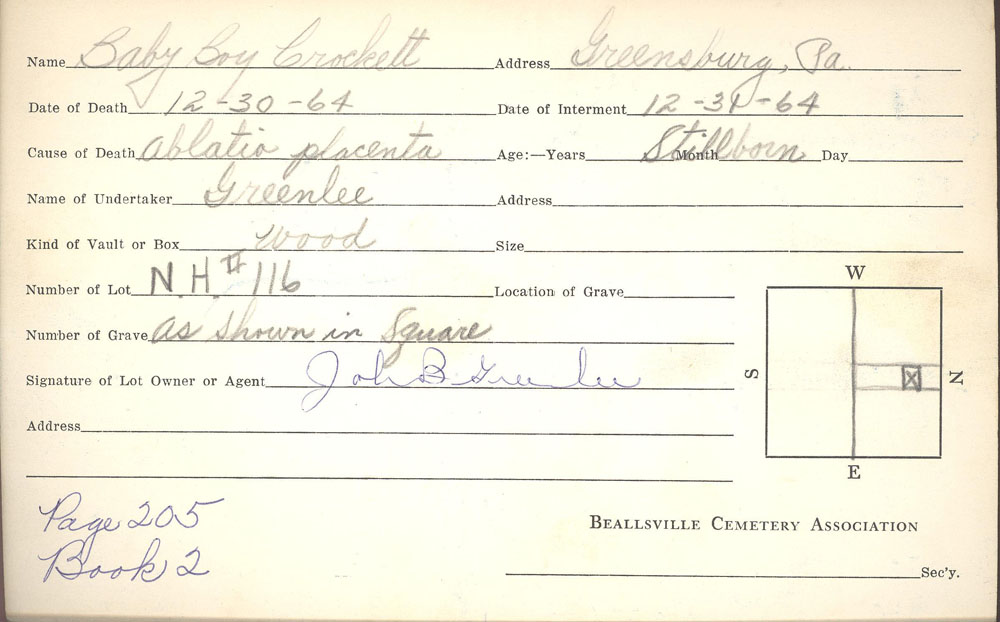 Name Baby Boy Crockett Address Greensburg, Pa.
Date of Death 12-30-64 Date of Interment 12-31-64
Cause of Death Ablatio placenta Age:—Years Month Stillborn Day
Name of Undertaker Greenlee Address
Kind of Vault or Box wood Size
Number of Lot N.H. II 116 Location of Grave
Number of Grave as shown in Square
Signature of Lot Owner or Agent John B Greenlee
Address
W
S X N
E
Page 205
Book 2
BEALLSVILLE CEMETERY ASSOCIATION
Sec'y.